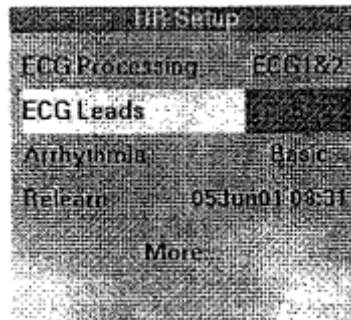 HR Setup
ECG Processing ECG1&2
ECG Leads
Arrhythmia Basic
Relearn 05Jun01 08:31
More...